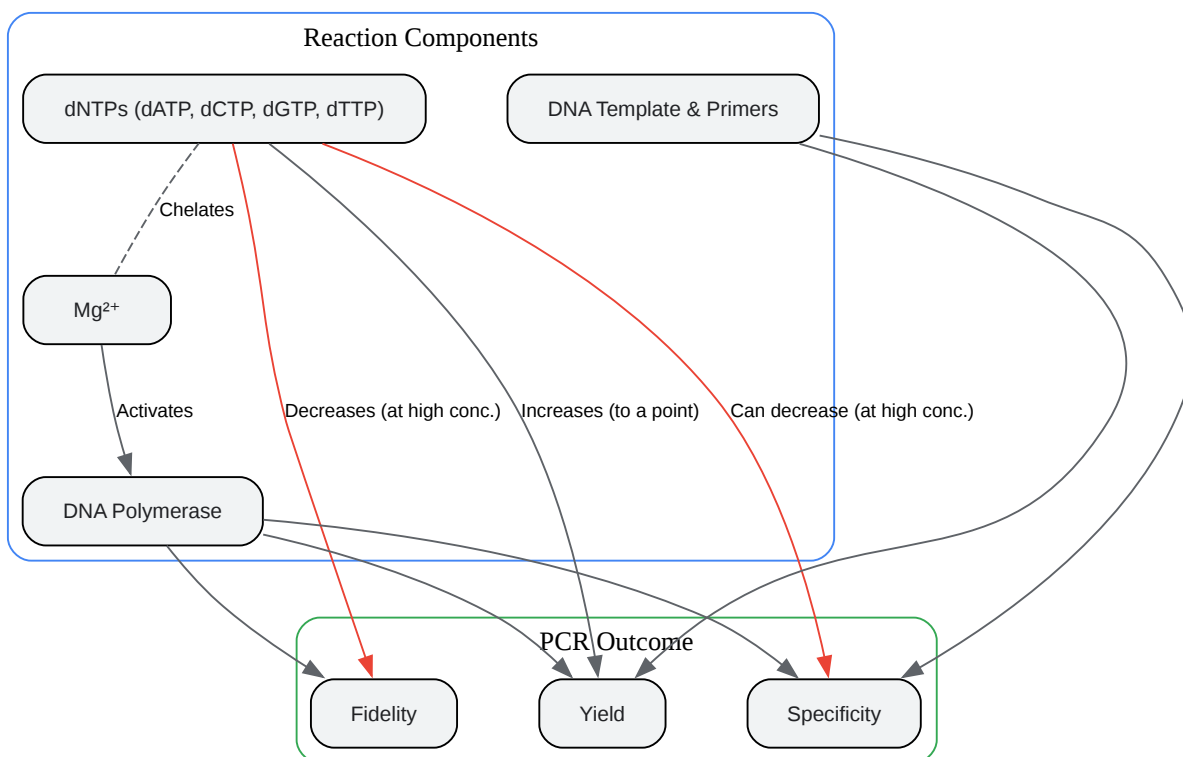 Reaction Components
dNTPs (dATP, dCTP, dGTP, dTTP)
DNA Template & Primers
Chelates
Mg²⁺
Activates
Decreases (at high conc.)
Increases (to a point)
Can decrease (at high conc.)
DNA Polymerase
PCR Outcome
Fidelity
Yield
Specificity